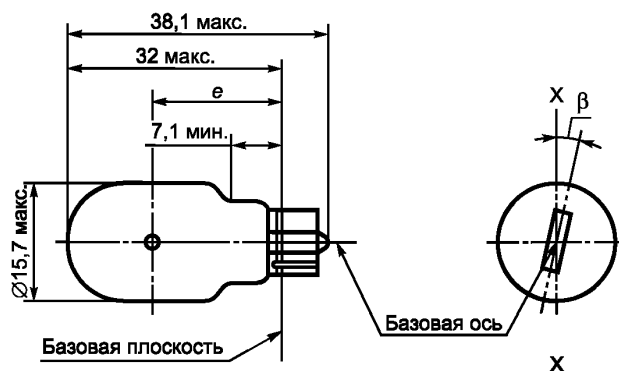 38,1 макс.
32 макс.
e
7,1 мин.
Ø15,7 макс.
X
β
Базовая ось
Базовая плоскость
X